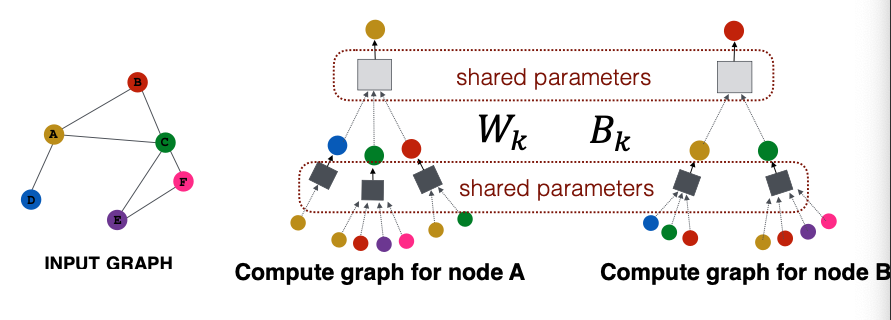 B
A
C
F
D
E
INPUT GRAPH
shared parameters
W_k B_k
shared parameters
Compute graph for node A
Compute graph for node B